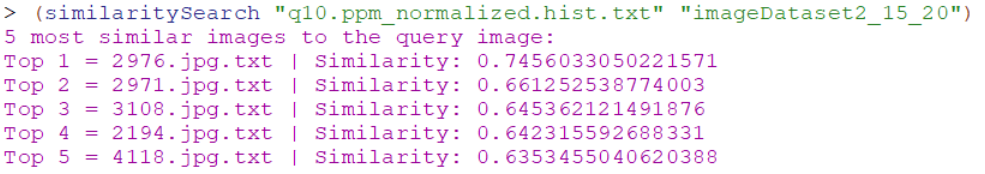 > (similaritySearch "q10.ppm_normalized.hist.txt" "imageDataset2_15_20")
5 most similar images to the query image:
Top 1 = 2976.jpg.txt | Similarity: 0.7456033050221571
Top 2 = 2971.jpg.txt | Similarity: 0.661252538774003
Top 3 = 3108.jpg.txt | Similarity: 0.645362121491876
Top 4 = 2194.jpg.txt | Similarity: 0.642315592688331
Top 5 = 4118.jpg.txt | Similarity: 0.6353455040620388